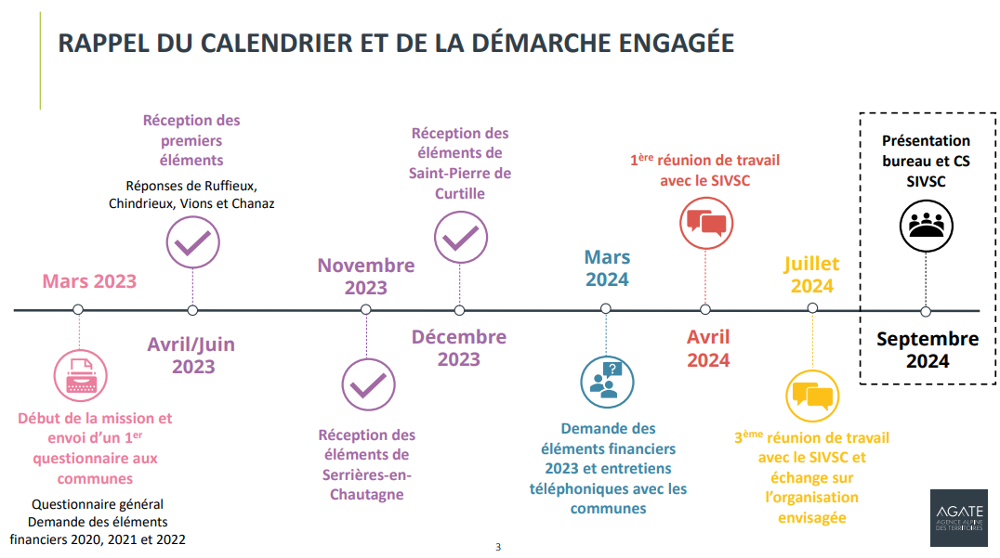 RAPPEL DU CALENDRIER ET DE LA DÉMARCHE ENGAGÉE
Mars 2023
Début de la mission et
envoi d’un 1er
questionnaire aux
communes
Questionnaire général
Demande des éléments
financiers 2020, 2021 et 2022
Réception des
premiers
éléments
Réponses de Ruffieux,
Chindrieux, Vions et Chanaz
Avril/Juin
2023
Novembre
2023
Réception des
éléments de
Serrières-en-
Chautagne
Réception des
éléments de
Saint-Pierre de
Curtille
Décembre
2023
Mars
2024
?
Demande des
éléments financiers
2023 et entretiens
téléphoniques avec les
communes
1ère réunion de travail
avec le SIVSC
Avril
2024
Juillet
2024
3ème réunion de travail
avec le SIVSC et
échange sur
l’organisation
envisagée
Présentation
bureau et CS
SIVSC
Septembre
2024
AGATE
AGENCE ALPINE
DES TERRITOIRES
3